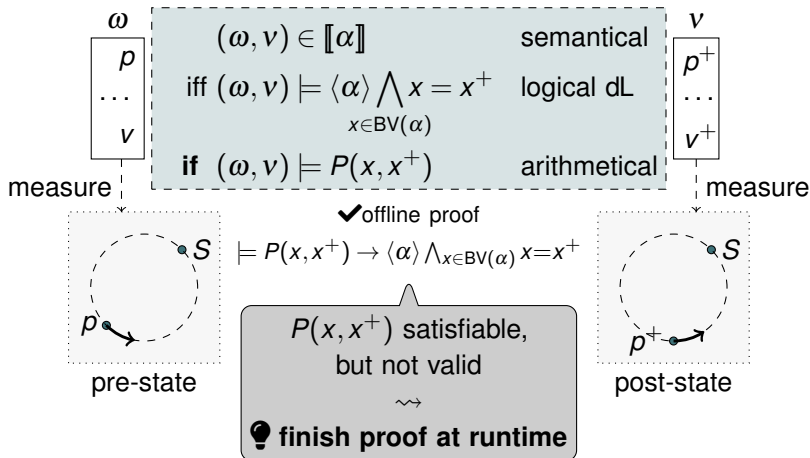 ω
ν
p
...
v
(ω, ν) ∈ ⟦α⟧ semantical
iff (ω, ν) ⊨ ⟨α⟩ ⋀ x = x⁺ logical dL
x∈BV(α)
if (ω, ν) ⊨ P(x, x⁺) arithmetical
p⁺
...
v⁺
measure
measure
✔offline proof
⊨ P(x, x⁺) → ⟨α⟩ ⋀x∈BV(α) x=x⁺
S
p
pre-state
P(x, x⁺) satisfiable,
but not valid
⇝
finish proof at runtime
S
p⁺
post-state